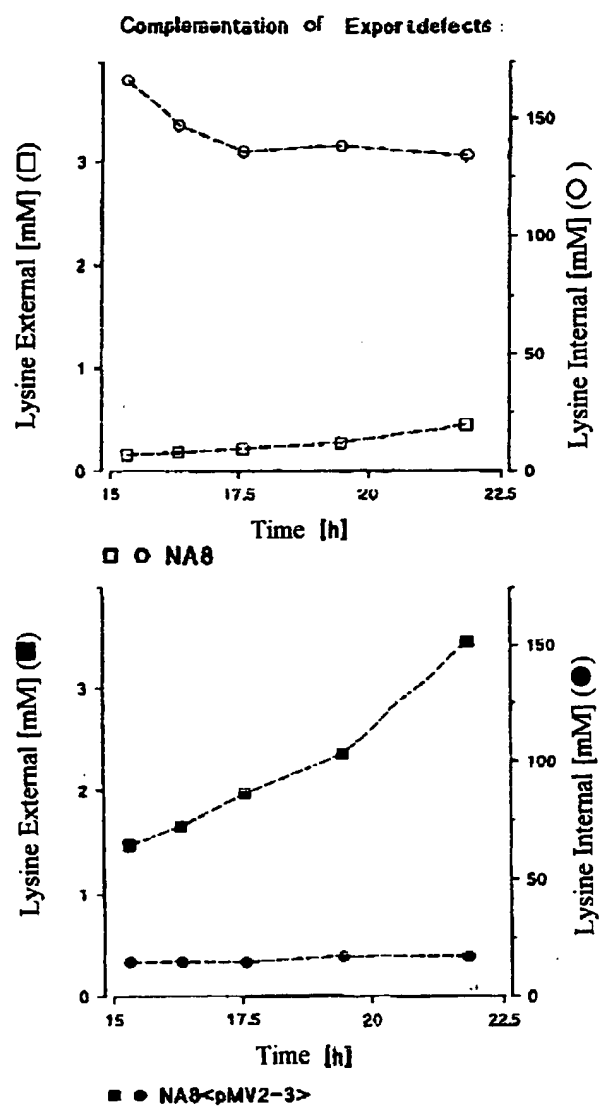 Complementation of Exportdefects :
Lysine External [mM] (□)
3
2
1
0
150
100
50
0
Lysine Internal [mM] (○)
15 17.5 20 22.5
Time [h]
□ ○ NA8
Lysine External [mM] (■)
3
2
1
0
150
100
50
0
Lysine Internal [mM] (●)
15 17.5 20 22.5
Time [h]
■ ● NA8<pMV2-3>